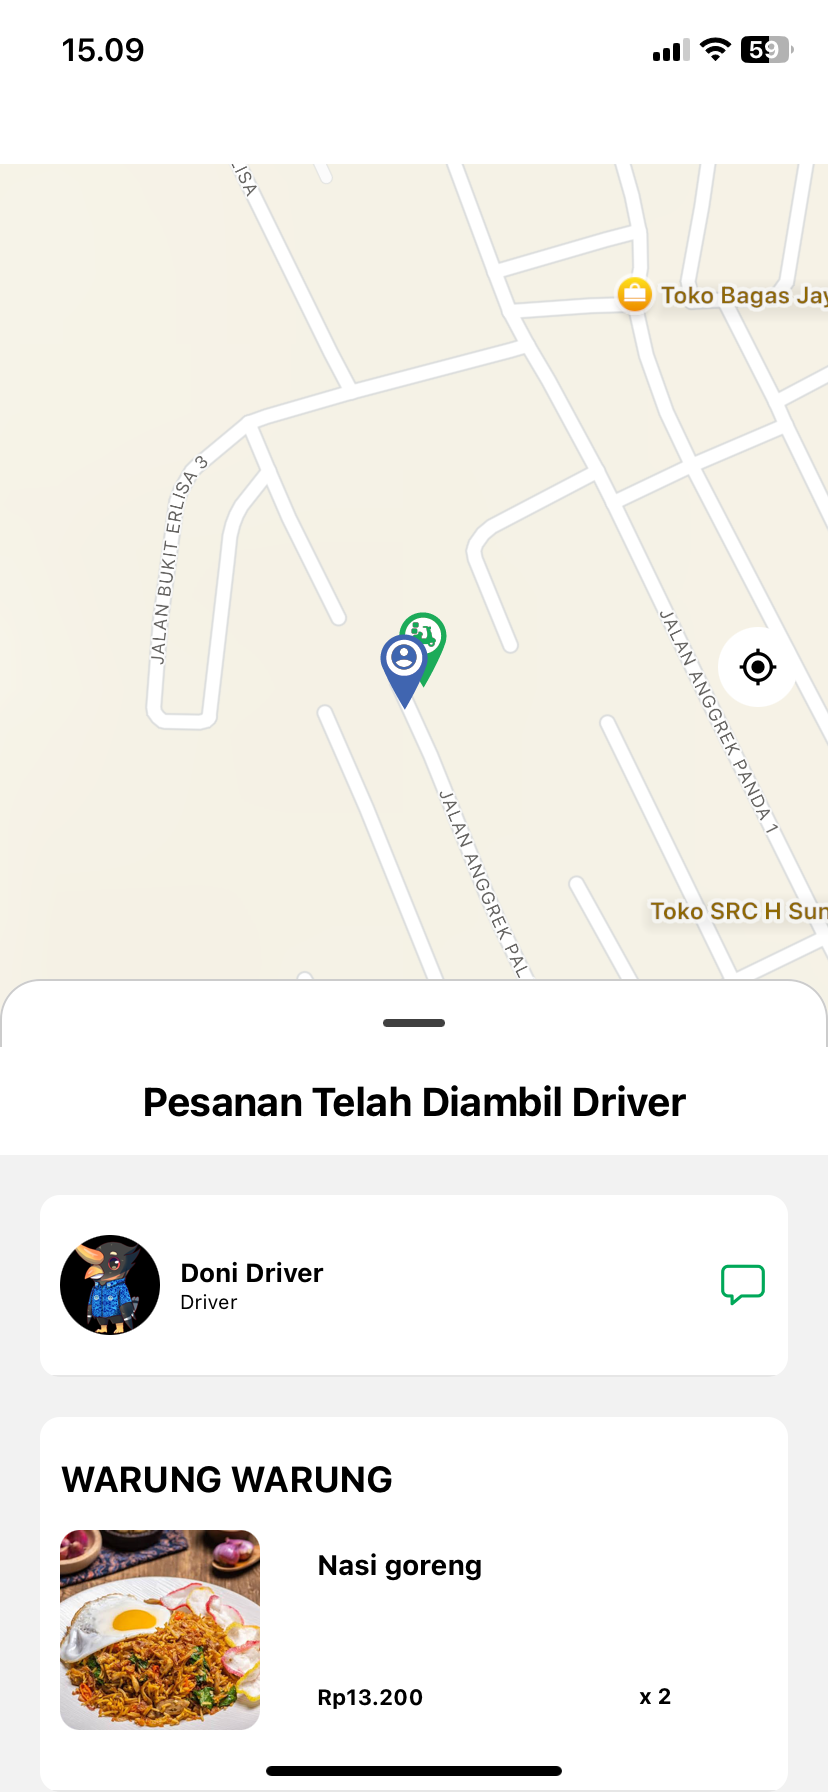 15.09
59
LISA
Toko Bagas Jay
JALAN BUKIT ERLISA 3
JALAN ANGGREK PANDA 1
JALAN ANGGREK PAL
Toko SRC H Sun
Pesanan Telah Diambil Driver
Doni Driver
Driver
WARUNG WARUNG
Nasi goreng
Rp13.200
x 2